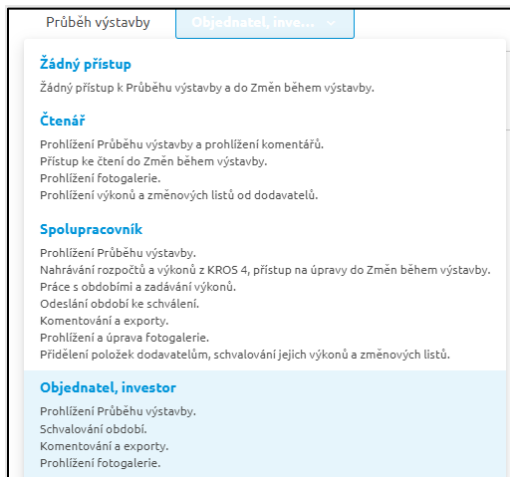 Průběh výstavby
Objednatel, inve...
Žádný přístup
Žádný přístup k Průběhu výstavby a do Změn během výstavby.
Čtenář
Prohlížení Průběhu výstavby a prohlížení komentářů.
Přístup ke čtení do Změn během výstavby.
Prohlížení fotogalerie.
Prohlížení výkonů a změnových listů od dodavatelů.
Spolupracovník
Prohlížení Průběhu výstavby.
Nahrávání rozpočtů a výkonů z KROS 4, přístup na úpravy do Změn během výstavby.
Práce s obdobími a zadávání výkonů.
Odeslání období ke schválení.
Komentování a exporty.
Prohlížení a úprava fotogalerie.
Přidělení položek dodavatelům, schvalování jejich výkonů a změnových listů.
Objednatel, investor
Prohlížení Průběhu výstavby.
Schvalování období.
Komentování a exporty.
Prohlížení fotogalerie.